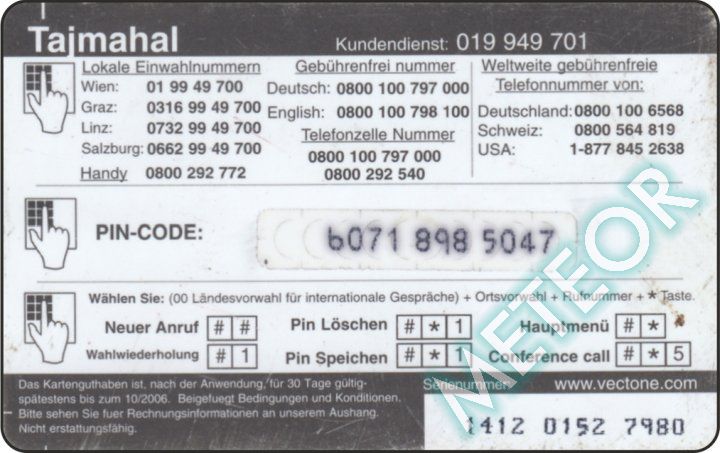 Tajmahal
Kundendienst: 019 949 701
Lokale Einwahlnummern
Wien: 01 99 49 700
Graz: 0316 99 49 700
Linz: 0732 99 49 700
Salzburg: 0662 99 49 700
Handy 0800 292 772
Gebührenfrei nummer
Deutsch: 0800 100 797 000
English: 0800 100 798 100
Telefonzelle Nummer
0800 100 797 000
0800 292 540
Weltweite gebührenfreie
Telefonnummer von:
Deutschland: 0800 100 6568
Schweiz: 0800 564 819
USA: 1-877 845 2638
PIN-CODE: 6071 898 5047
Wählen Sie: (00 Ländesvorwahl für internationale Gespräche) + Ortsvorwahl + Rufnummer + * Taste.
Neuer Anruf # #
Pin Löschen # * 1
Hauptmenü # *
Wahlwiederholung # 1
Pin Speichen # * 1
Conference call # * 5
Das Kartenguthaben ist, nach der Anwendung, für 30 Tage gültig-
spätestens bis zum 10/2006. Beigefuegt Bedingungen und Konditionen.
Bitte sehen Sie fuer Rechnungsinformationen an unserem Aushang.
Nicht erstattungsfähig.
Serienummer:
www.vectone.com
1412 0152 7980
METEOR